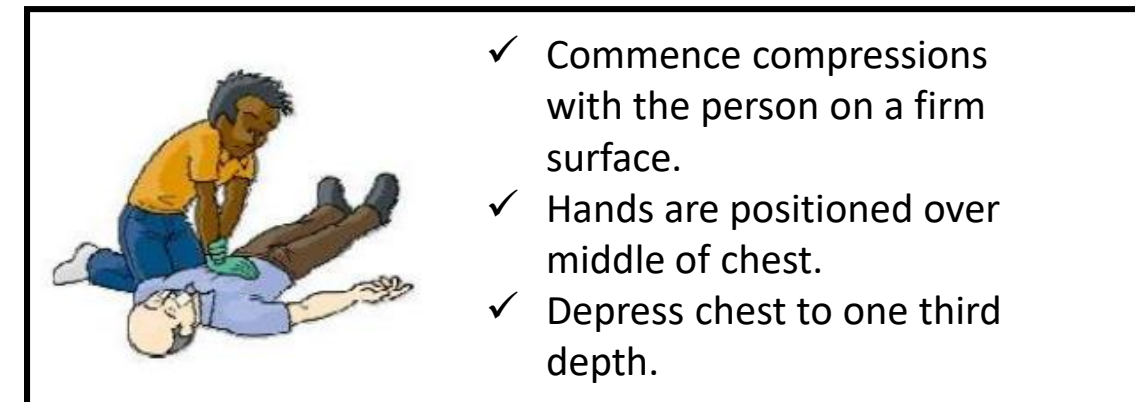 ✓ Commence compressions
with the person on a firm
surface.
✓ Hands are positioned over
middle of chest.
✓ Depress chest to one third
depth.